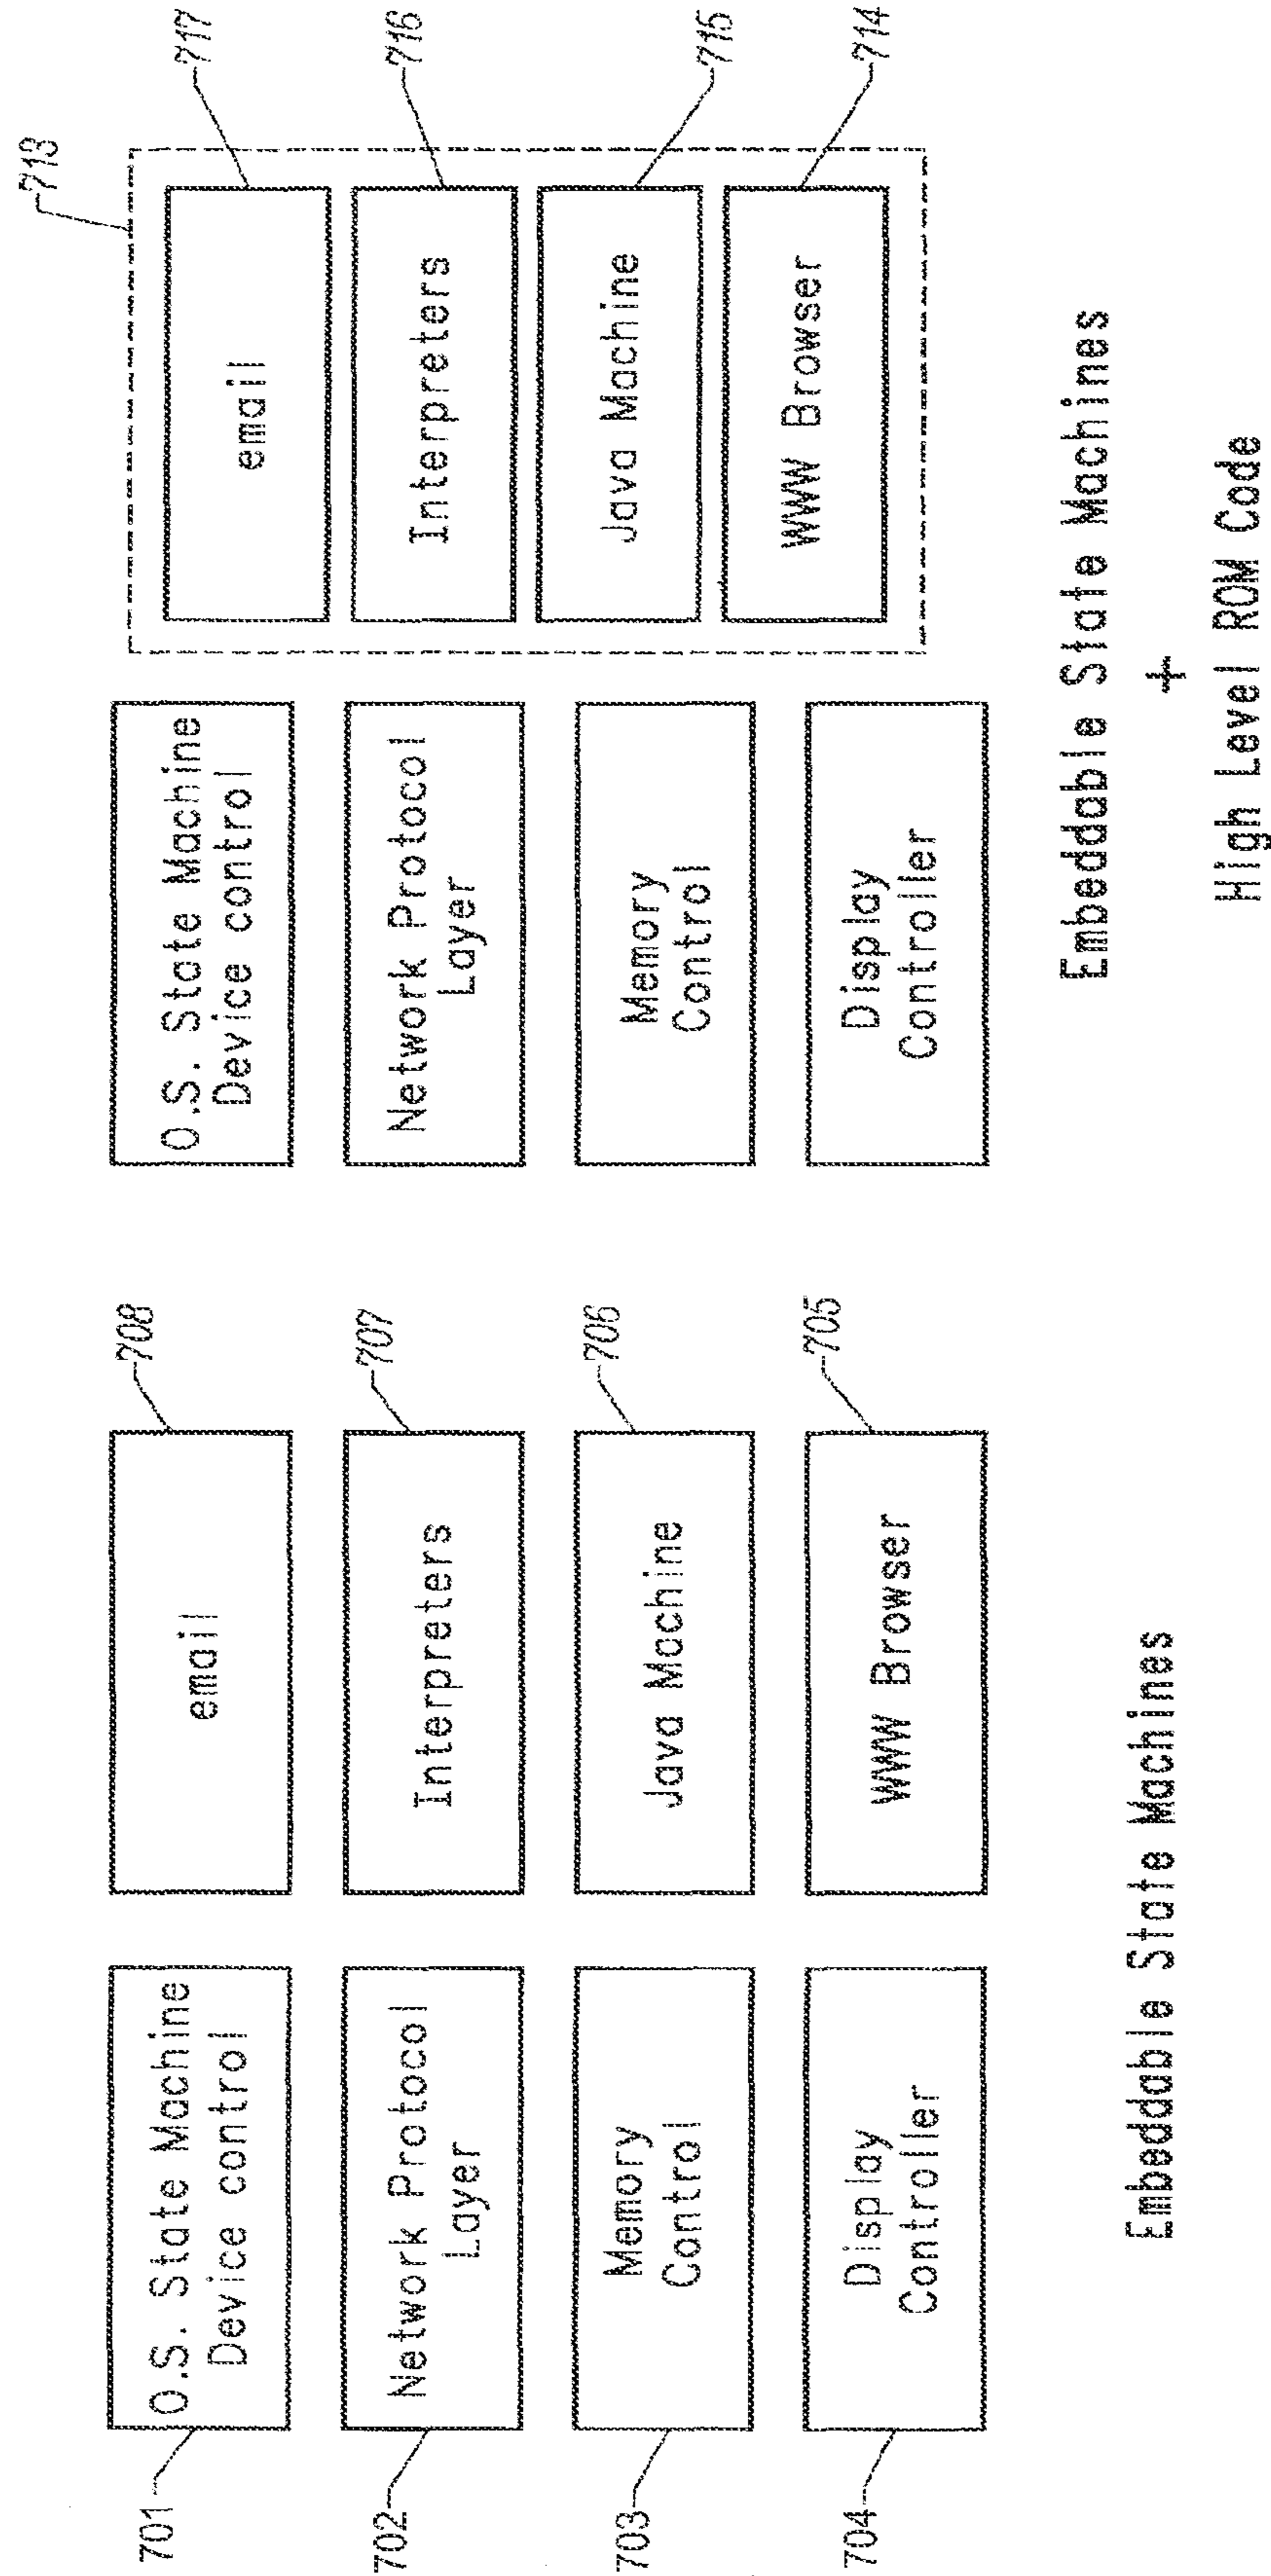 701
O.S. State Machine
Device control
702
Network Protocol
Layer
703
Memory
Control
704
Display
Controller
708
email
707
Interpreters
706
Java Machine
705
WWW Browser
Embeddable State Machines
O.S. State Machine
Device control
Network Protocol
Layer
Memory
Control
Display
Controller
713
717
email
716
Interpreters
715
Java Machine
714
WWW Browser
Embeddable State Machines
+
High Level ROM Code